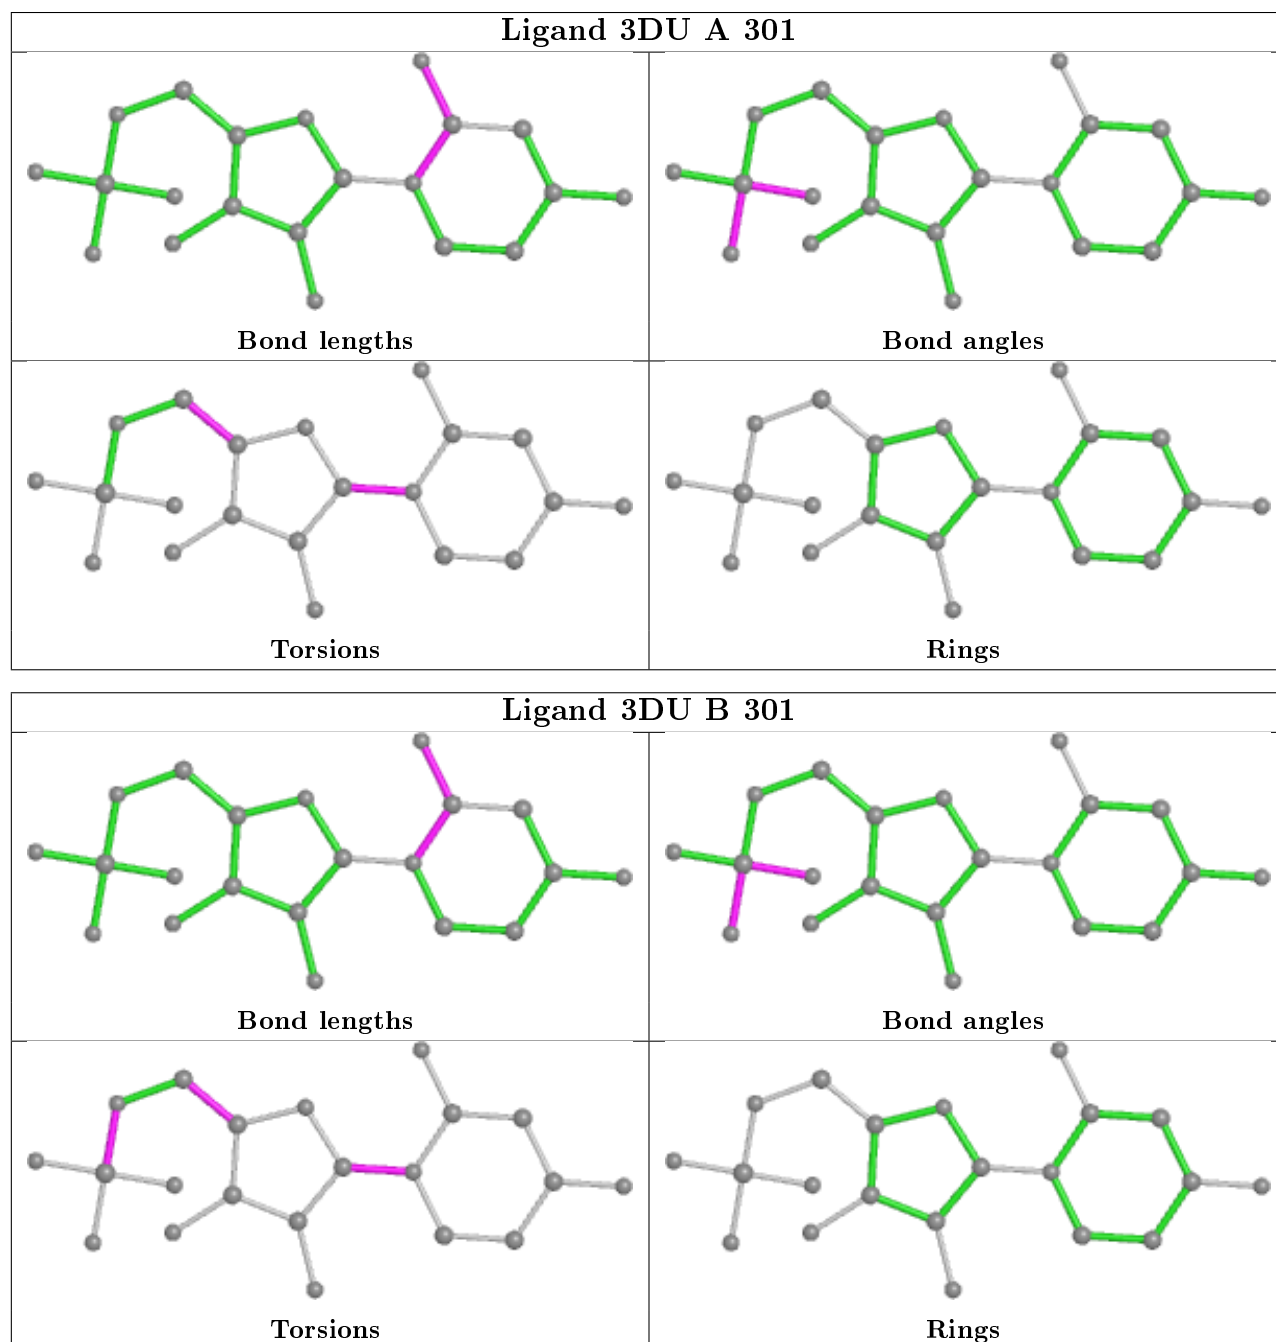 Ligand 3DU A 301
Bond lengths
Bond angles
Torsions
Rings
Ligand 3DU B 301
Bond lengths
Bond angles
Torsions
Rings